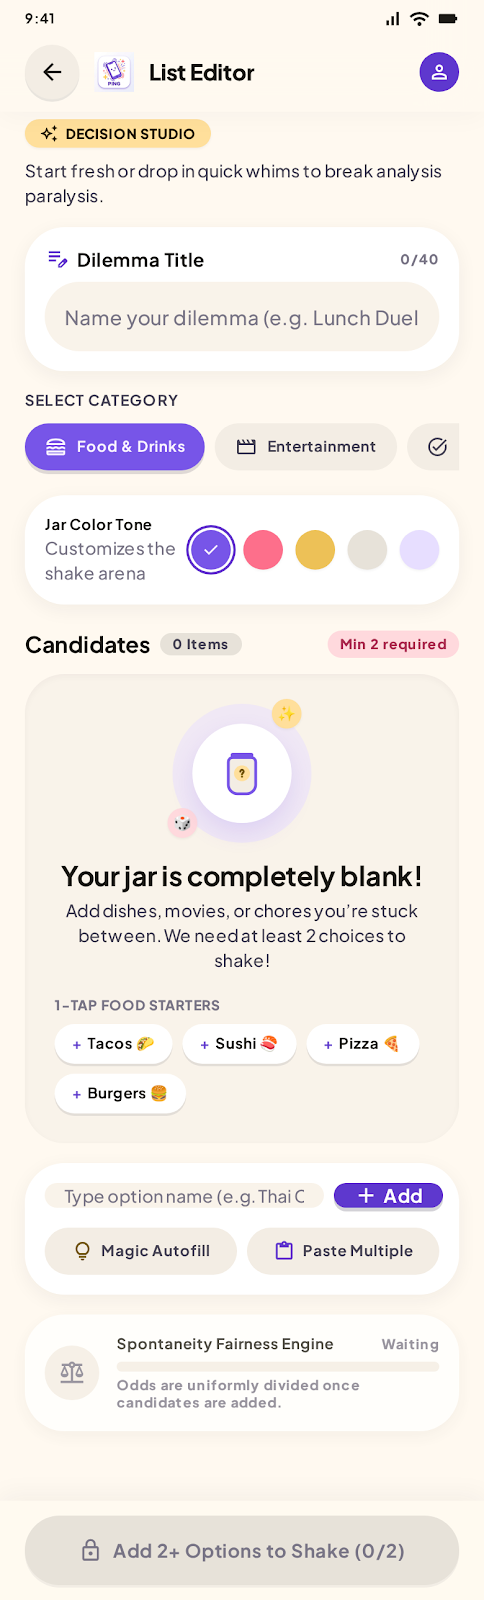 9:41
PING
List Editor
DECISION STUDIO
Start fresh or drop in quick whims to break analysis
paralysis.
Dilemma Title
0/40
Name your dilemma (e.g. Lunch Duel
SELECT CATEGORY
Food & Drinks
Entertainment
Jar Color Tone
Customizes the
shake arena
Candidates
0 Items
Min 2 required
?
Your jar is completely blank!
Add dishes, movies, or chores you’re stuck
between. We need at least 2 choices to
shake!
1-TAP FOOD STARTERS
+ Tacos 🌮
+ Sushi 🍣
+ Pizza 🍕
+ Burgers 🍔
Type option name (e.g. Thai C
+ Add
Magic Autofill
Paste Multiple
Spontaneity Fairness Engine
Waiting
Odds are uniformly divided once
candidates are added.
Add 2+ Options to Shake (0/2)